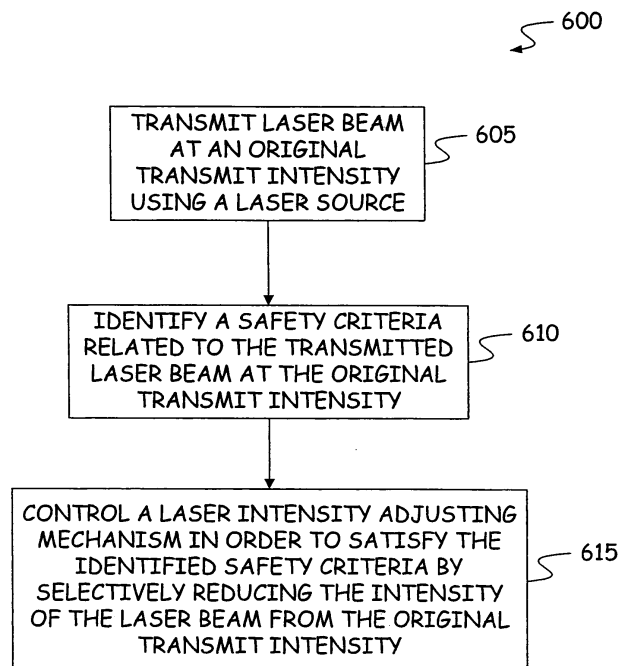 600
TRANSMIT LASER BEAM
AT AN ORIGINAL
TRANSMIT INTENSITY
USING A LASER SOURCE
605
IDENTIFY A SAFETY CRITERIA
RELATED TO THE TRANSMITTED
LASER BEAM AT THE ORIGINAL
TRANSMIT INTENSITY
610
CONTROL A LASER INTENSITY ADJUSTING
MECHANISM IN ORDER TO SATISFY THE
IDENTIFIED SAFETY CRITERIA BY
SELECTIVELY REDUCING THE INTENSITY
OF THE LASER BEAM FROM THE ORIGINAL
TRANSMIT INTENSITY
615